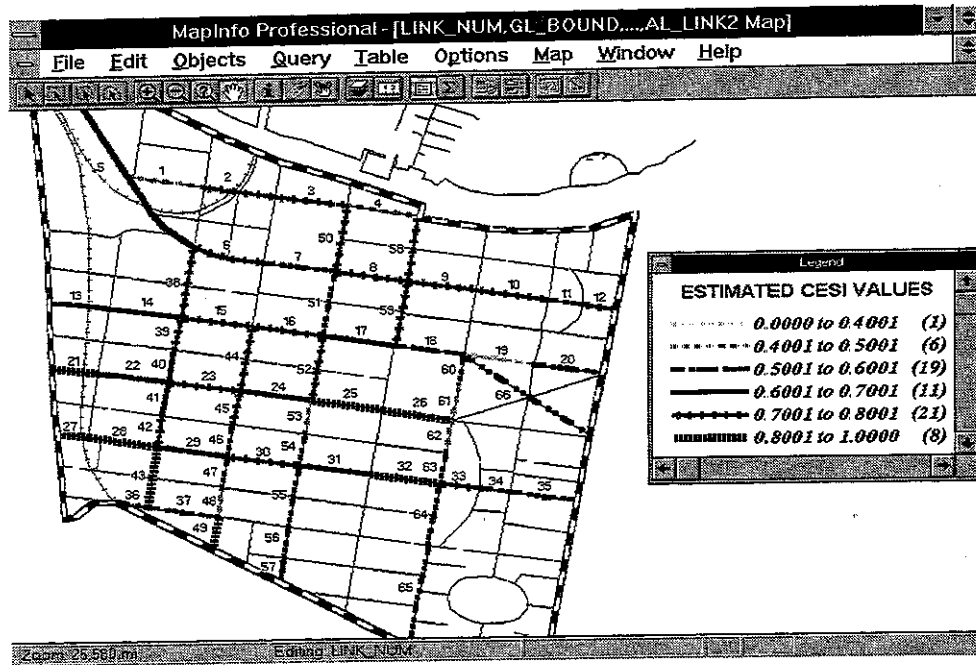 MapInfo Professional - [LINK_NUM,GL_BOUND,...,AL_LINK2 Map]
File Edit Objects Query Table Options Map Window Help
5 1 2 3 4
6 7 50 58
8 9 10 11 12
38 51 59
13 14 15 16 17 18 19 20
39 44 52 60
21 22 40 23 24 25 26 61 66
41 45 53 62
27 28 42 29 46 54 30 31 32 63 33 34 35
43 47 55
36 37 48 64
49 56
57 65
Legend
ESTIMATED CESI VALUES
0.0000 to 0.4001 (1)
0.4001 to 0.5001 (6)
0.5001 to 0.6001 (19)
0.6001 to 0.7001 (11)
0.7001 to 0.8001 (21)
0.8001 to 1.0000 (8)
Editing: LINK_NUM